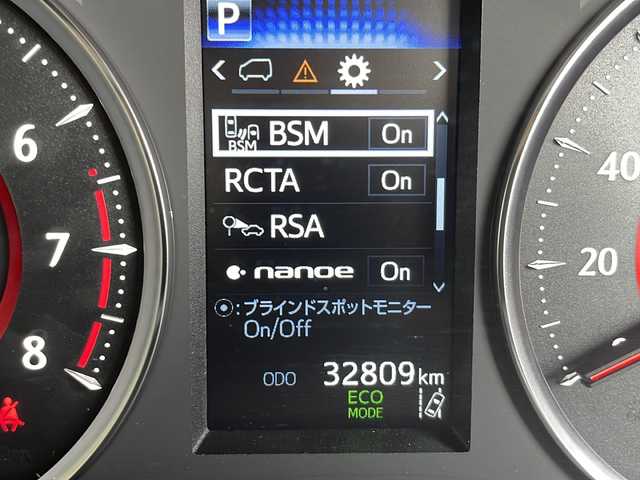 P
BSM BSM On
RCTA On
RSA
nanoe On
:ブラインドスポットモニター
On/Off
ODO 32809km
ECO
MODE
6
7
8
40
20